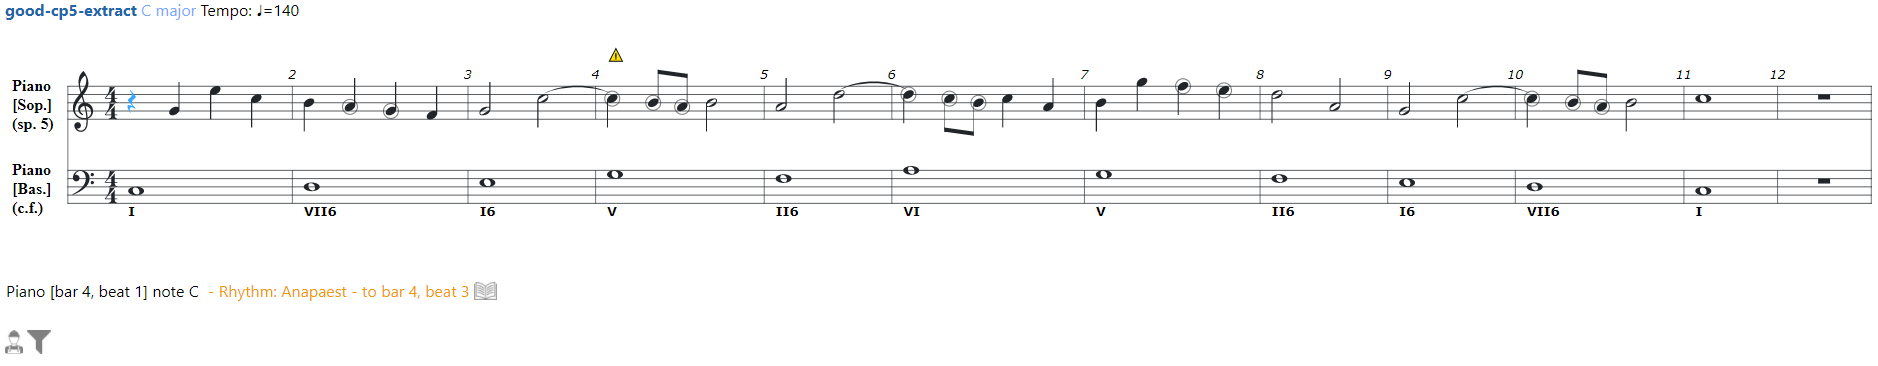 good-cp5-extract C major Tempo: ♩=140
Piano
[Sop.]
(sp. 5)
4
4
2 3 4 5 6 7 8 9 10 11 12
Piano
[Bas.]
(c.f.)
4
4
I VII6 I6 V II6 VI V II6 I6 VII6 I
Piano [bar 4, beat 1] note C - Rhythm: Anapaest - to bar 4, beat 3